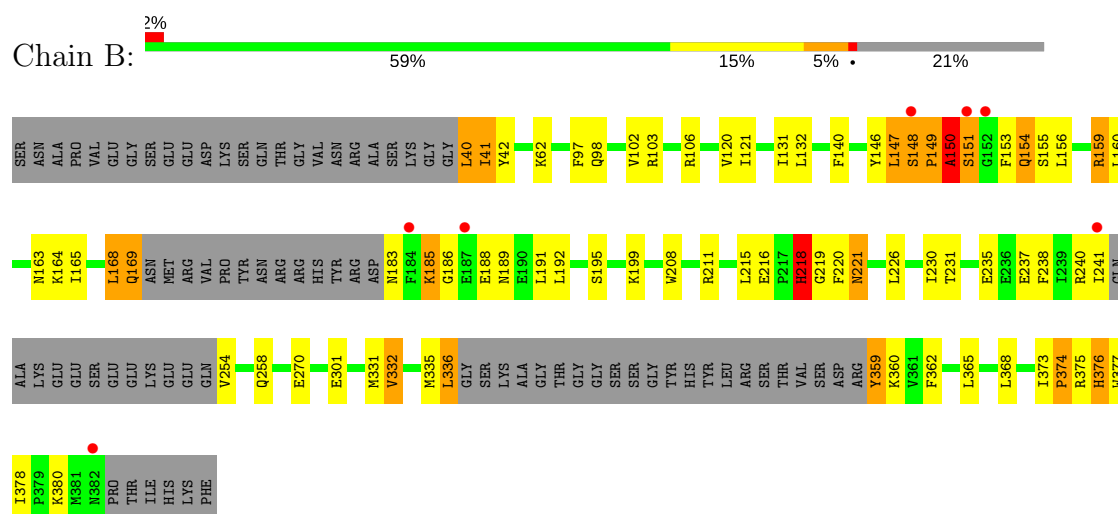 2%
Chain B:
59% 15% 5% • 21%
SER ASN ALA PRO VAL GLU GLY SER GLU GLU ASP LYS SER GLN THR GLY VAL ASN ARG ALA SER LYS GLY GLY L40 I41 Y42 K62 F97 Q98 V102 R103 R106 V120 I121 I131 L132 F140 Y146 L147 S148 P149 A150 S151 G152 F153 Q154 S155 L156 R159 L160
N163 K164 I165 L168 Q169 ASN MET ARG VAL PRO TYR ASN ARG ARG HIS TYR ARG ASP N183 F184 K185 G186 E187 E188 N189 E190 L191 L192 S195 K199 W208 R211 L215 E216 P217 H218 G219 F220 N221 L226 I230 T231 E235 E236 E237 F238 I239 R240 I241 GLN
ALA LYS GLU GLU SER GLU GLU LYS GLU GLU GLN V254 Q258 E270 E301 M331 V332 M335 L336 GLY SER LYS ALA GLY THR GLY GLY SER SER GLY TYR HIS TYR LEU ARG SER THR VAL SER ASP ARG Y359 K360 V361 F362 L365 L368 I373 P374 R375 H376 W377
I378 P379 K380 M381 N382 PRO THR ILE HIS LYS PHE